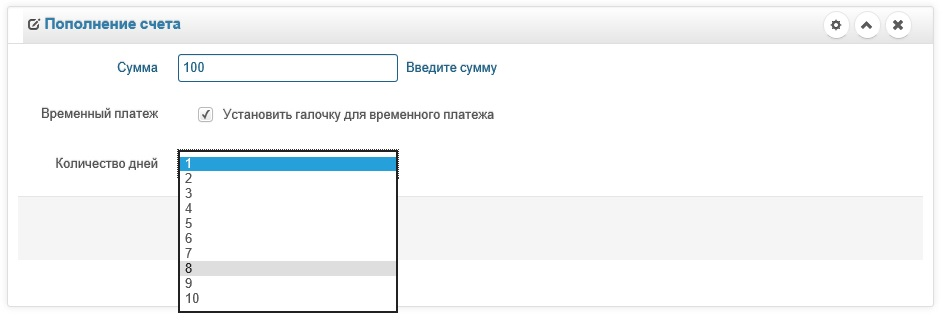 Пополнение счета
Сумма 100 Введите сумму
Временный платеж Установить галочку для временного платежа
Количество дней 1
2
3
4
5
6
7
8
9
10